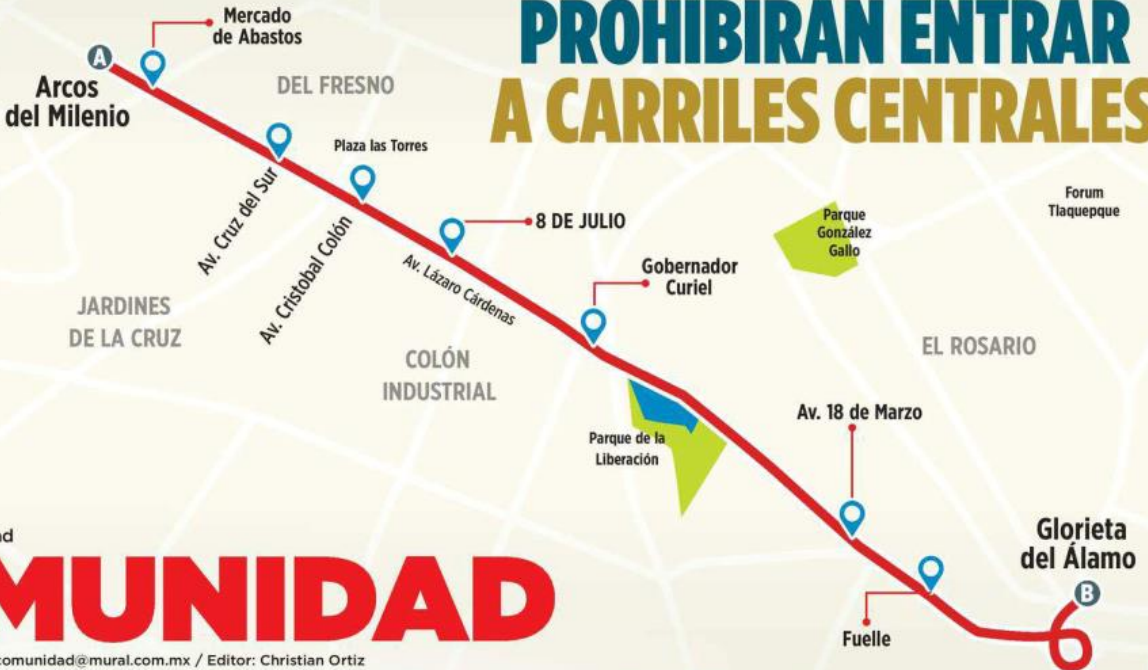 PROHIBIRÁN ENTRAR
A CARRILES CENTRALES
Mercado
de Abastos
A
Arcos
del Milenio
DEL FRESNO
Plaza las Torres
Av. Cruz del Sur
Av. Cristobal Colón
8 DE JULIO
Av. Lázaro Cárdenas
Gobernador
Curiel
Parque
González
Gallo
Forum
Tlaquepque
JARDINES
DE LA CRUZ
COLÓN
INDUSTRIAL
EL ROSARIO
Parque de la
Liberación
Av. 18 de Marzo
Glorieta
del Álamo
B
Fuelle
ad
MUNIDAD
comunidad@mural.com.mx / Editor: Christian Ortiz